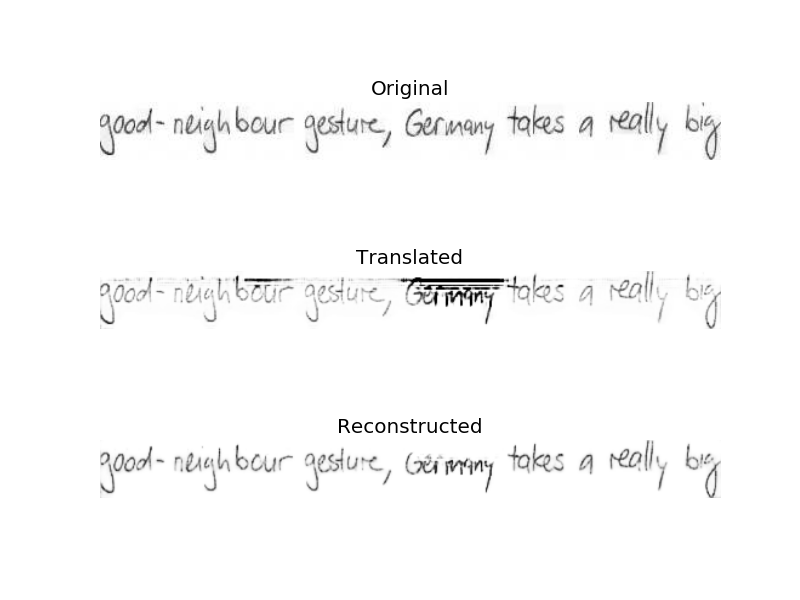 Original
good-neighbour gesture, Germany takes a really big
Translated
good-neighbour gesture, Germany takes a really big
Reconstructed
good-neighbour gesture, Germany takes a really big